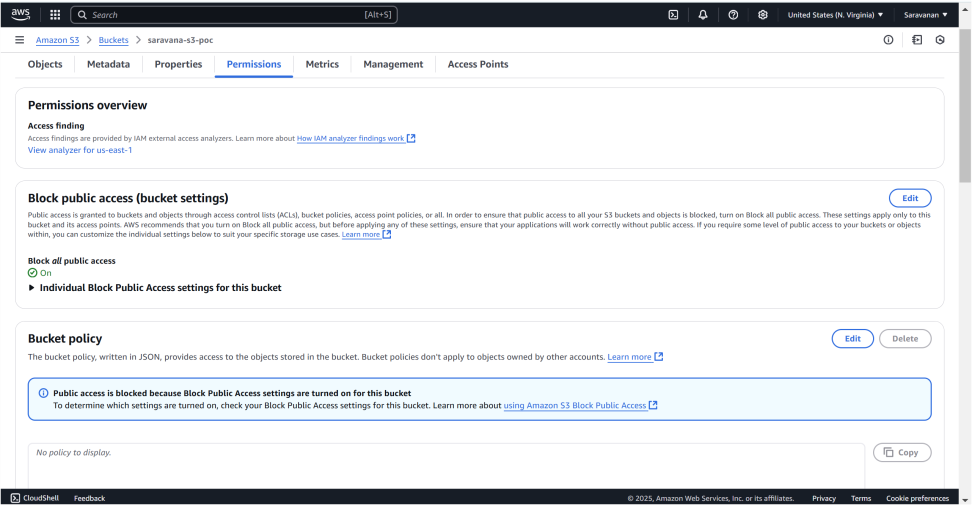 aws Search [Alt+S] United States (N. Virginia) ▼ Saravanan ▼
Amazon S3 > Buckets > saravana-s3-poc
Objects Metadata Properties Permissions Metrics Management Access Points
Permissions overview
Access finding
Access findings are provided by IAM external access analyzers. Learn more about How IAM analyzer findings work
View analyzer for us-east-1
Block public access (bucket settings) Edit
Public access is granted to buckets and objects through access control lists (ACLs), bucket policies, access point policies, or all. In order to ensure that public access to all your S3 buckets and objects is blocked, turn on Block all public access. These settings apply only to this
bucket and its access points. AWS recommends that you turn on Block all public access, but before applying any of these settings, ensure that your applications will work correctly without public access. If you require some level of public access to your buckets or objects
within, you can customize the individual settings below to suit your specific storage use cases. Learn more
Block all public access
On
Individual Block Public Access settings for this bucket
Bucket policy Edit Delete
The bucket policy, written in JSON, provides access to the objects stored in the bucket. Bucket policies don't apply to objects owned by other accounts. Learn more
Public access is blocked because Block Public Access settings are turned on for this bucket
To determine which settings are turned on, check your Block Public Access settings for this bucket. Learn more about using Amazon S3 Block Public Access
No policy to display. Copy
CloudShell Feedback © 2025, Amazon Web Services, Inc. or its affiliates. Privacy Terms Cookie preferences